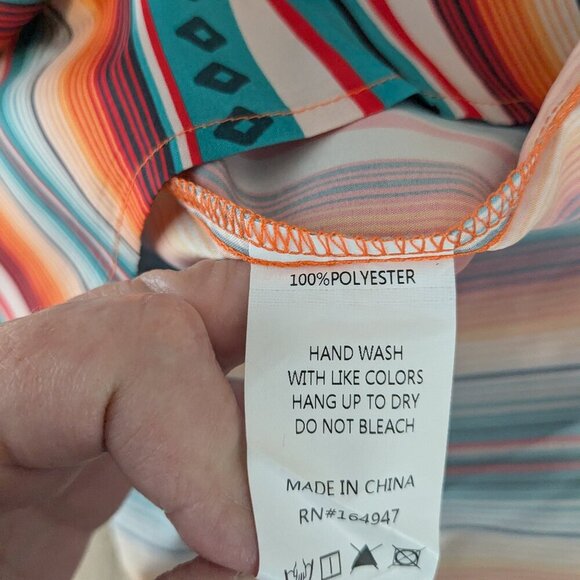 100%POLYESTER
HAND WASH
WITH LIKE COLORS
HANG UP TO DRY
DO NOT BLEACH
MADE IN CHINA
RN#164947